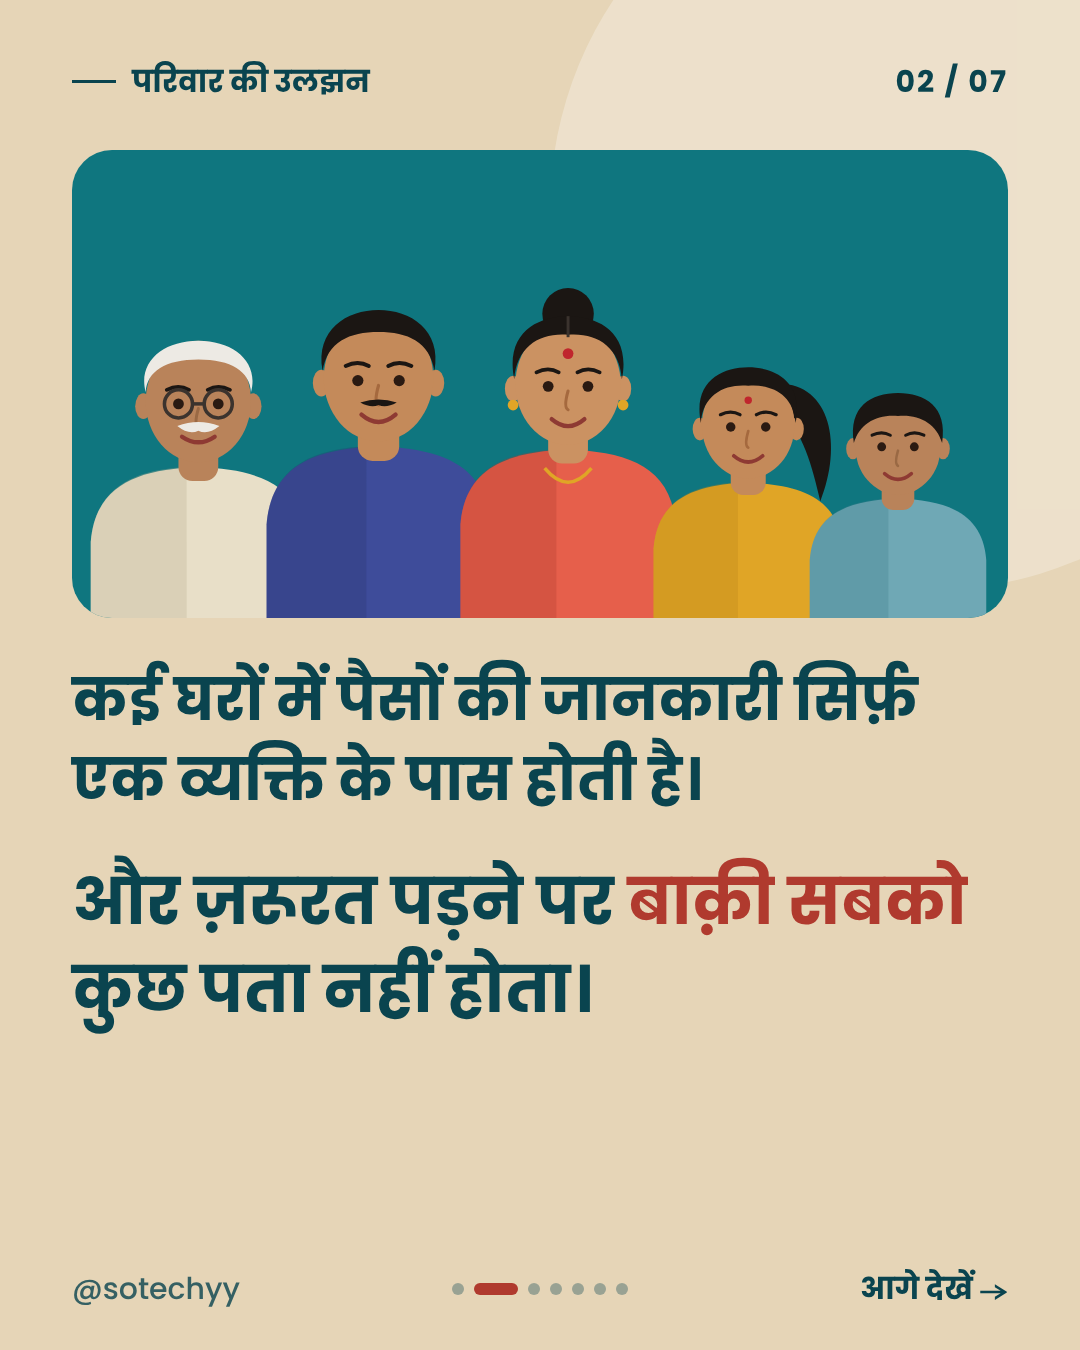 परिवार की उलझन
02 / 07
कई घरों में पैसों की जानकारी सिर्फ़
एक व्यक्ति के पास होती है।
और ज़रूरत पड़ने पर बाक़ी सबको
कुछ पता नहीं होता।
@sotechyy
आगे देखें →